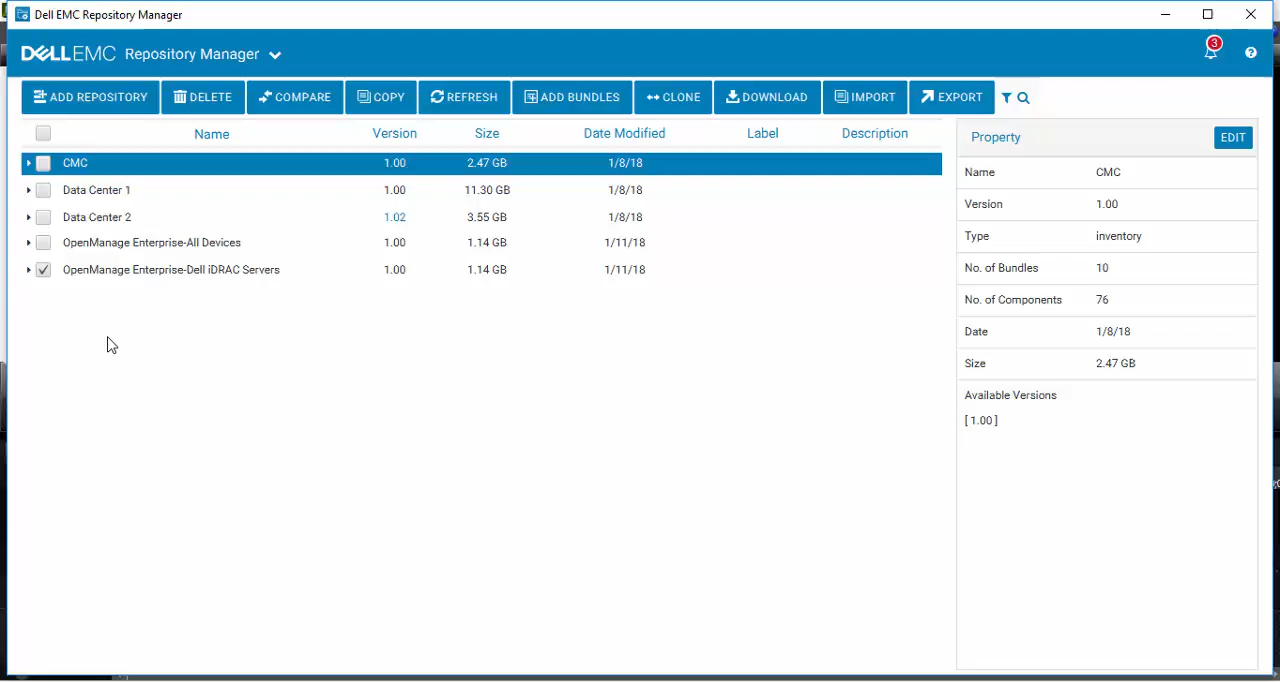 Dell EMC Repository Manager
DELLEMC Repository Manager
3
ADD REPOSITORY DELETE COMPARE COPY REFRESH ADD BUNDLES CLONE DOWNLOAD IMPORT EXPORT
Name Version Size Date Modified Label Description
CMC 1.00 2.47 GB 1/8/18
Data Center 1 1.00 11.30 GB 1/8/18
Data Center 2 1.02 3.55 GB 1/8/18
OpenManage Enterprise-All Devices 1.00 1.14 GB 1/11/18
OpenManage Enterprise-Dell iDRAC Servers 1.00 1.14 GB 1/11/18
Property EDIT
Name CMC
Version 1.00
Type inventory
No. of Bundles 10
No. of Components 76
Date 1/8/18
Size 2.47 GB
Available Versions
[ 1.00 ]